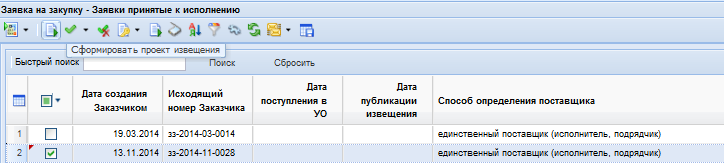 Заявка на закупку - Заявки принятые к исполнению
Сформировать проект извещения
Быстрый поиск Поиск Сбросить
Дата создания Заказчиком
Исходящий номер Заказчика
Дата поступления в УО
Дата публикации извещения
Способ определения поставщика
1 19.03.2014 зз-2014-03-0014 единственный поставщик (исполнитель, подрядчик)
2 13.11.2014 зз-2014-11-0028 единственный поставщик (исполнитель, подрядчик)